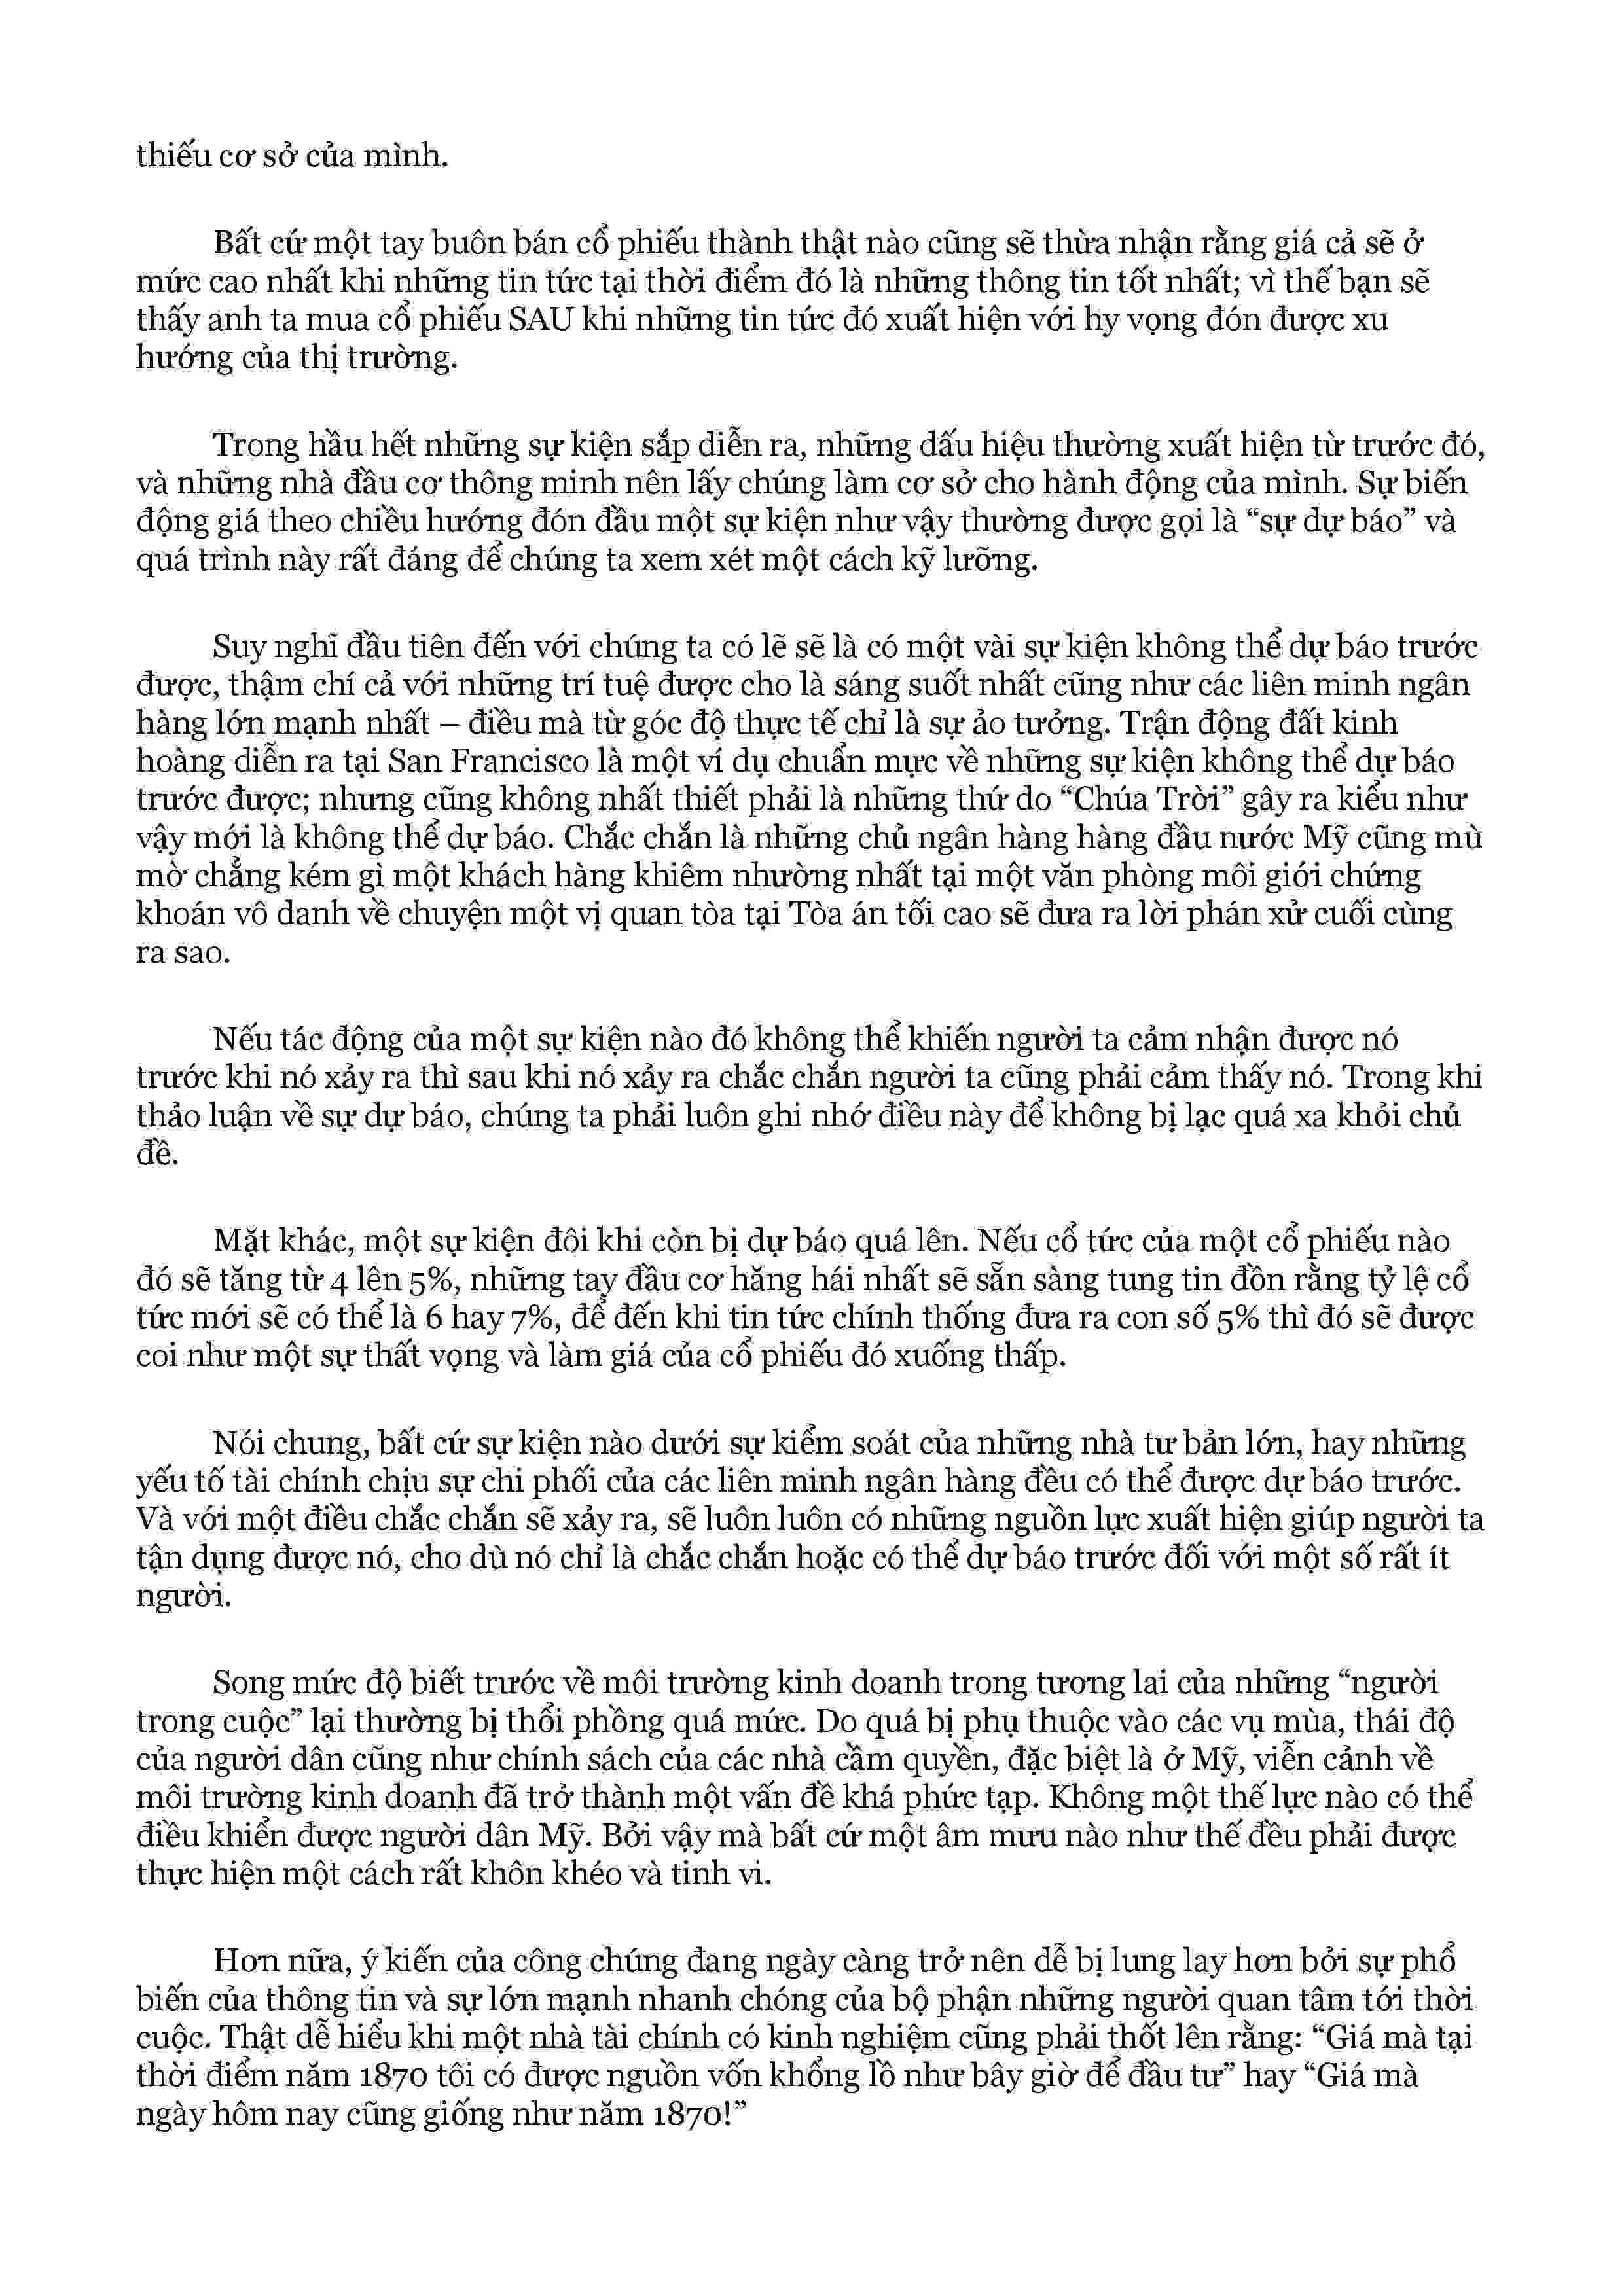 thiếu cơ sở của mình.
Bất cứ một tay buôn bán cổ phiếu thành thật nào cũng sẽ thừa nhận rằng giá cả sẽ ở
mức cao nhất khi những tin tức tại thời điểm đó là những thông tin tốt nhất; vì thế bạn sẽ
thấy anh ta mua cổ phiếu SAU khi những tin tức đó xuất hiện với hy vọng đón được xu
hướng của thị trường.
Trong hầu hết những sự kiện sắp diễn ra, những dấu hiệu thường xuất hiện từ trước đó,
và những nhà đầu cơ thông minh nên lấy chúng làm cơ sở cho hành động của mình. Sự biến
động giá theo chiều hướng đón đầu một sự kiện như vậy thường được gọi là “sự dự báo” và
quá trình này rất đáng để chúng ta xem xét một cách kỹ lưỡng.
Suy nghĩ đầu tiên đến với chúng ta có lẽ sẽ là có một vài sự kiện không thể dự báo trước
được, thậm chí cả với những trí tuệ được cho là sáng suốt nhất cũng như các liên minh ngân
hàng lớn mạnh nhất – điều mà từ góc độ thực tế chỉ là sự ảo tưởng. Trận động đất kinh
hoàng diễn ra tại San Francisco là một ví dụ chuẩn mực về những sự kiện không thể dự báo
trước được; nhưng cũng không nhất thiết phải là những thứ do “Chúa Trời” gây ra kiểu như
vậy mới là không thể dự báo. Chắc chắn là những chủ ngân hàng hàng đầu nước Mỹ cũng mù
mờ chẳng kém gì một khách hàng khiêm nhường nhất tại một văn phòng môi giới chứng
khoán vô danh về chuyện một vị quan tòa tại Tòa án tối cao sẽ đưa ra lời phán xử cuối cùng
ra sao.
Nếu tác động của một sự kiện nào đó không thể khiến người ta cảm nhận được nó
trước khi nó xảy ra thì sau khi nó xảy ra chắc chắn người ta cũng phải cảm thấy nó. Trong khi
thảo luận về sự dự báo, chúng ta phải luôn ghi nhớ điều này để không bị lạc quá xa khỏi chủ
đề.
Mặt khác, một sự kiện đôi khi còn bị dự báo quá lên. Nếu cổ tức của một cổ phiếu nào
đó sẽ tăng từ 4 lên 5%, những tay đầu cơ hăng hái nhất sẽ sẵn sàng tung tin đồn rằng tỷ lệ cổ
tức mới sẽ có thể là 6 hay 7%, để đến khi tin tức chính thống đưa ra con số 5% thì đó sẽ được
coi như một sự thất vọng và làm giá của cổ phiếu đó xuống thấp.
Nói chung, bất cứ sự kiện nào dưới sự kiểm soát của những nhà tư bản lớn, hay những
yếu tố tài chính chịu sự chi phối của các liên minh ngân hàng đều có thể được dự báo trước.
Và với một điều chắc chắn sẽ xảy ra, sẽ luôn luôn có những nguồn lực xuất hiện giúp người ta
tận dụng được nó, cho dù nó chỉ là chắc chắn hoặc có thể dự báo trước đối với một số rất ít
người.
Song mức độ biết trước về môi trường kinh doanh trong tương lai của những “người
trong cuộc” lại thường bị thổi phồng quá mức. Do quá bị phụ thuộc vào các vụ mùa, thái độ
của người dân cũng như chính sách của các nhà cầm quyền, đặc biệt là ở Mỹ, viễn cảnh về
môi trường kinh doanh đã trở thành một vấn đề khá phức tạp. Không một thế lực nào có thể
điều khiển được người dân Mỹ. Bởi vậy mà bất cứ một âm mưu nào như thế đều phải được
thực hiện một cách rất khôn khéo và tinh vi.
Hơn nữa, ý kiến của công chúng đang ngày càng trở nên dễ bị lung lay hơn bởi sự phổ
biến của thông tin và sự lớn mạnh nhanh chóng của bộ phận những người quan tâm tới thời
cuộc. Thật dễ hiểu khi một nhà tài chính có kinh nghiệm cũng phải thốt lên rằng: “Giá mà tại
thời điểm năm 1870 tôi có được nguồn vốn khổng lồ như bây giờ để đầu tư” hay “Giá mà
ngày hôm nay cũng giống như năm 1870!”